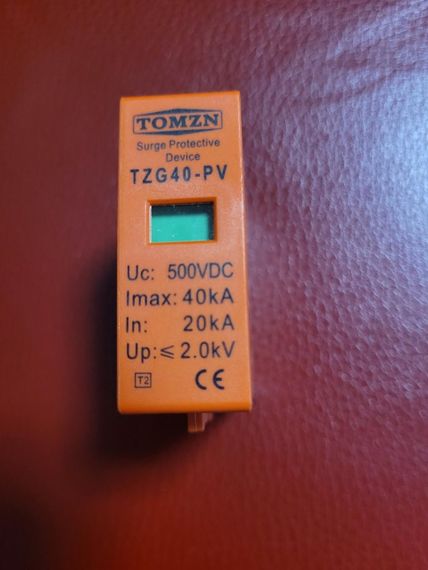 TOMZN
Surge Protective
Device
TZG40-PV
Uc: 500VDC
Imax: 40kA
In: 20kA
Up: ≤ 2.0kV
T2 CE